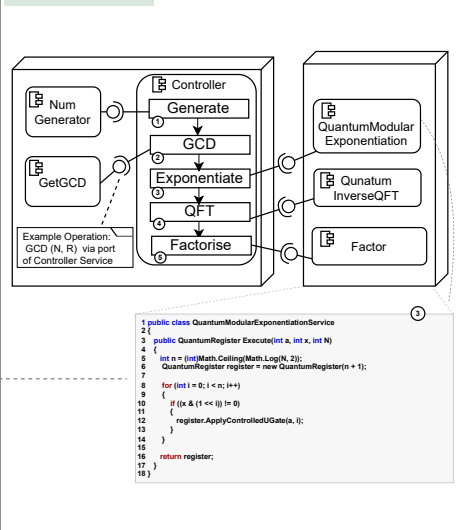 Controller
Num
Generator
Generate
1
GCD
2
GetGCD
Exponentiate
3
QFT
4
Factorise
5
Example Operation:
GCD (N, R) via port
of Controller Service
QuantumModular
Exponentiation
Qunatum
InverseQFT
Factor
3
1 public class QuantumModularExponentiationService
2 {
3 public QuantumRegister Execute(int a, int x, int N)
4 {
5 int n = (int)Math.Ceiling(Math.Log(N, 2));
6 QuantumRegister register = new QuantumRegister(n + 1);
7
8 for (int i = 0; i < n; i++)
9 {
10 if ((x & (1 << i)) != 0)
11 {
12 register.ApplyControlledUGate(a, i);
13 }
14 }
15
16 return register;
17 }
18 }